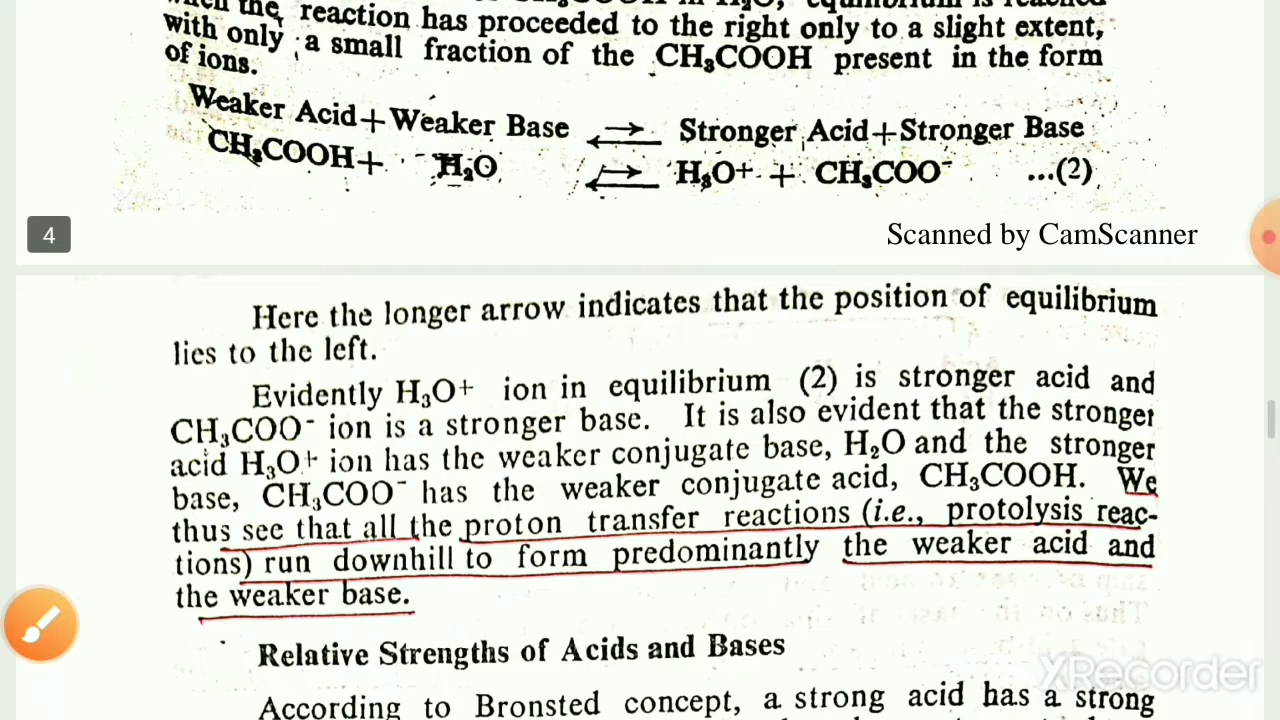 the reaction has proceeded to the right only to a slight extent,
with only a small fraction of the CH₃COOH present in the form
of ions.
Weaker Acid+Weaker Base ⇄ Stronger Acid+Stronger Base
CH₃COOH+ H₂O ⇄ H₃O+ + CH₃COO⁻ ...(2)
4
Scanned by CamScanner
Here the longer arrow indicates that the position of equilibrium
lies to the left.
Evidently H₃O+ ion in equilibrium (2) is stronger acid and
CH₃COO⁻ ion is a stronger base. It is also evident that the stronger
acid H₃O+ ion has the weaker conjugate base, H₂O and the stronger
base, CH₃COO⁻ has the weaker conjugate acid, CH₃COOH. We
thus see that all the proton transfer reactions (i.e., protolysis reac-
tions) run downhill to form predominantly the weaker acid and
the weaker base.
Relative Strengths of Acids and Bases
According to Bronsted concept, a strong acid has a strong
XRecorder